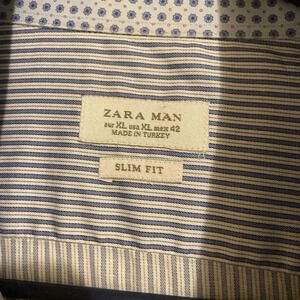 ZARA MAN
eur XL usa XL mex 42
MADE IN TURKEY
SLIM FIT